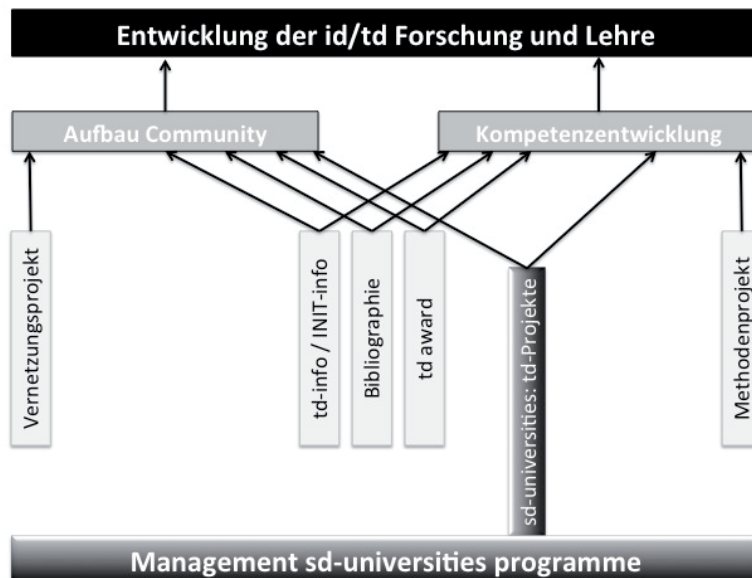 Entwicklung der id/td Forschung und Lehre
Aufbau Community
Kompetenzentwicklung
Vernetzungsprojekt
td-info / INIT-info
Bibliographie
td award
sd-universities: td-Projekte
Methodenprojekt
Management sd-universities programme